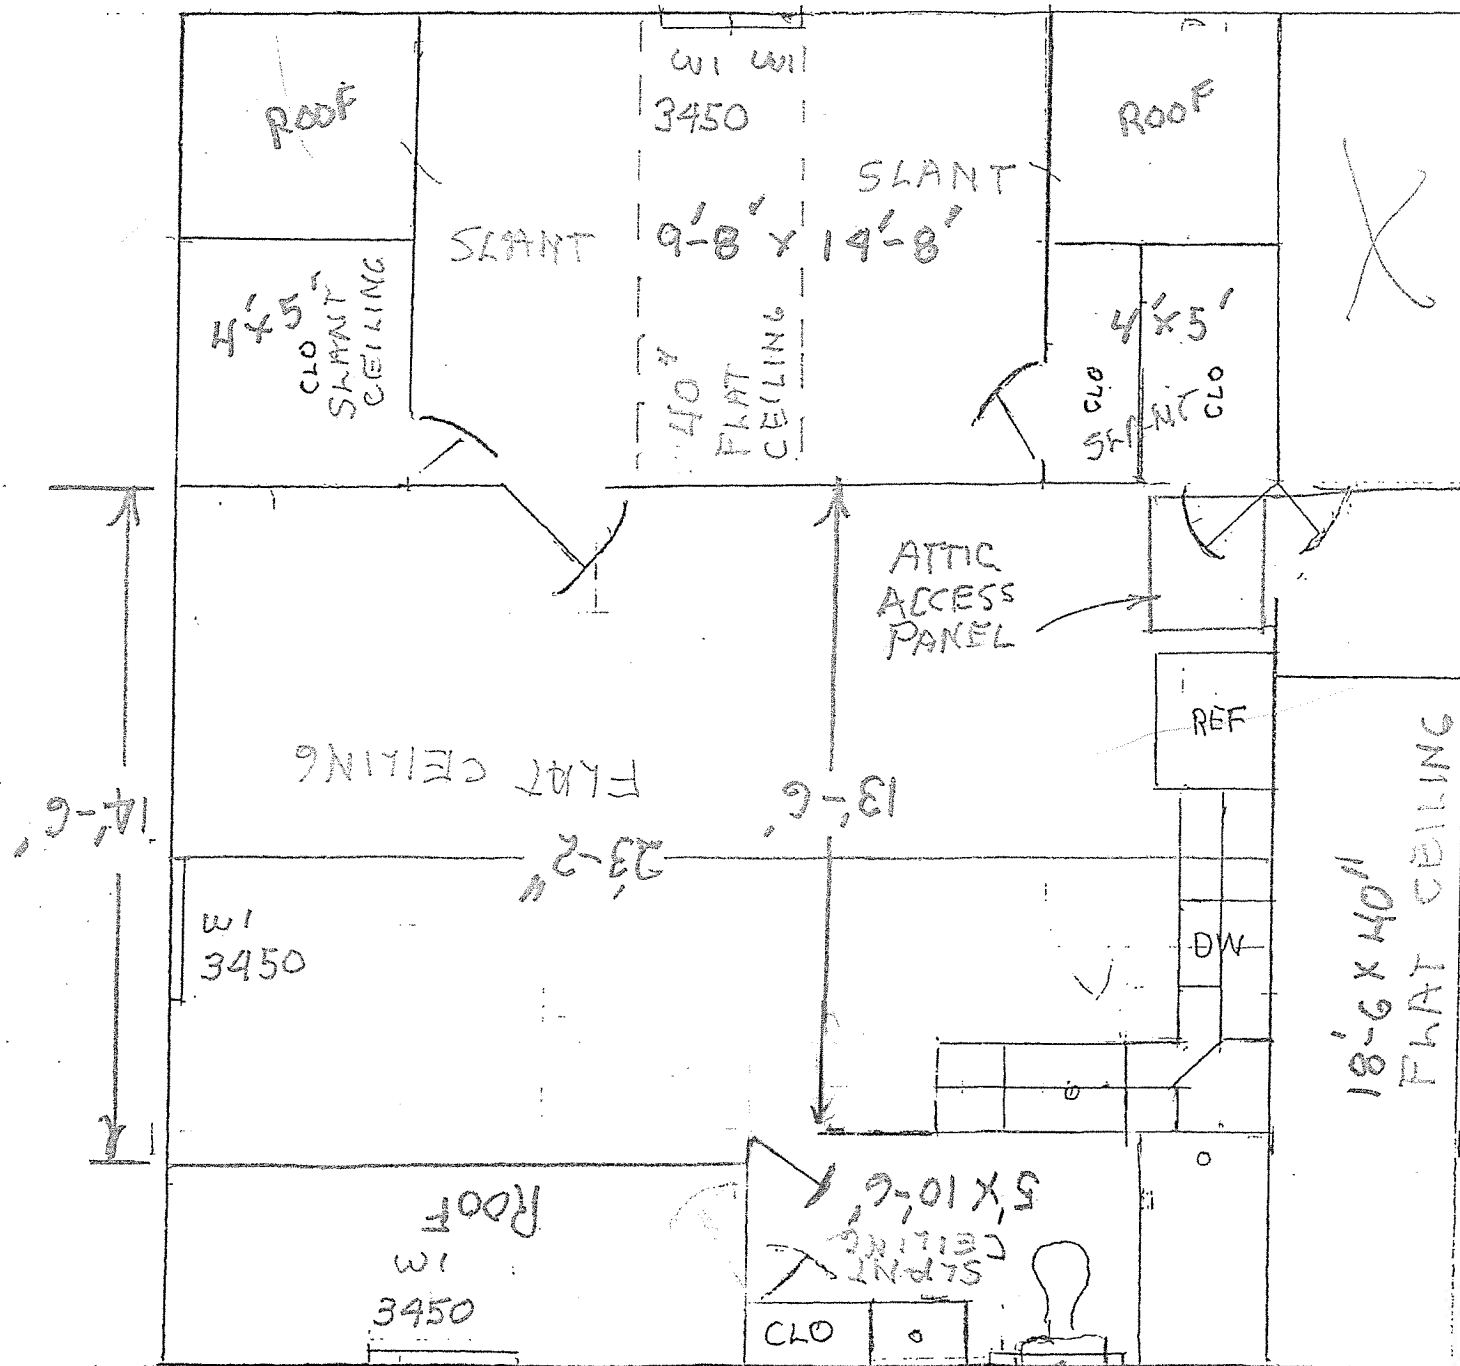 ROOF
W1 W1
3450
ROOF
SLANT
SLANT
9'-8" x 14'-8"
4'x5'
CLO
SLANT
CEILING
40"
FLAT
CEILING
4'x5'
CLO
SLANT
CLO
ATTIC
ACCESS
PANEL
REF
FLAT CEILING
14'-6"
13'-6"
23'-2"
W1
3450
DW
18'-6 X 40"
FLAT CEILING
ROOF
W1
3450
5'X10'-6"
SLANT
CEILING
CLO